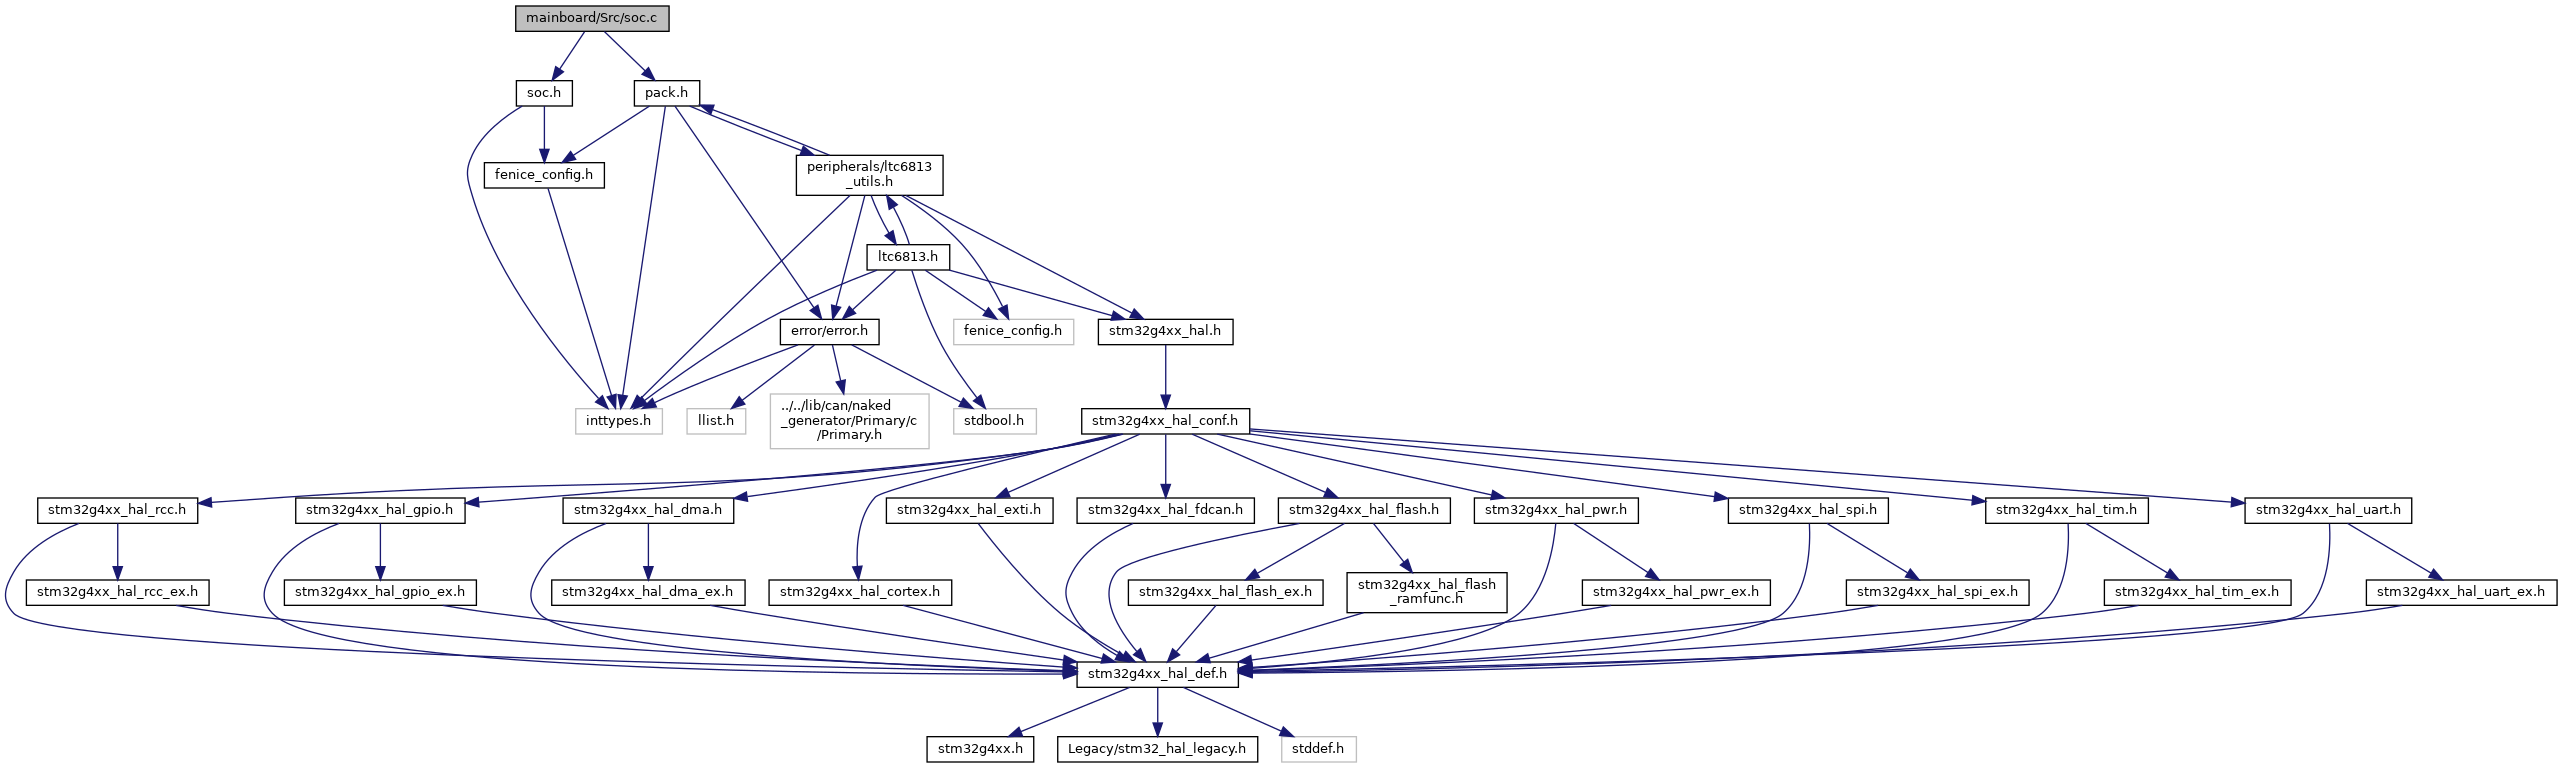 mainboard/Src/soc.c
soc.h
pack.h
peripherals/ltc6813
_utils.h
fenice_config.h
ltc6813.h
error/error.h
fenice_config.h
stm32g4xx_hal.h
inttypes.h
llist.h
../../lib/can/naked
_generator/Primary/c
/Primary.h
stdbool.h
stm32g4xx_hal_conf.h
stm32g4xx_hal_rcc.h
stm32g4xx_hal_gpio.h
stm32g4xx_hal_dma.h
stm32g4xx_hal_exti.h
stm32g4xx_hal_fdcan.h
stm32g4xx_hal_flash.h
stm32g4xx_hal_pwr.h
stm32g4xx_hal_spi.h
stm32g4xx_hal_tim.h
stm32g4xx_hal_uart.h
stm32g4xx_hal_rcc_ex.h
stm32g4xx_hal_gpio_ex.h
stm32g4xx_hal_dma_ex.h
stm32g4xx_hal_cortex.h
stm32g4xx_hal_flash_ex.h
stm32g4xx_hal_flash
_ramfunc.h
stm32g4xx_hal_pwr_ex.h
stm32g4xx_hal_spi_ex.h
stm32g4xx_hal_tim_ex.h
stm32g4xx_hal_uart_ex.h
stm32g4xx_hal_def.h
stm32g4xx.h
Legacy/stm32_hal_legacy.h
stddef.h